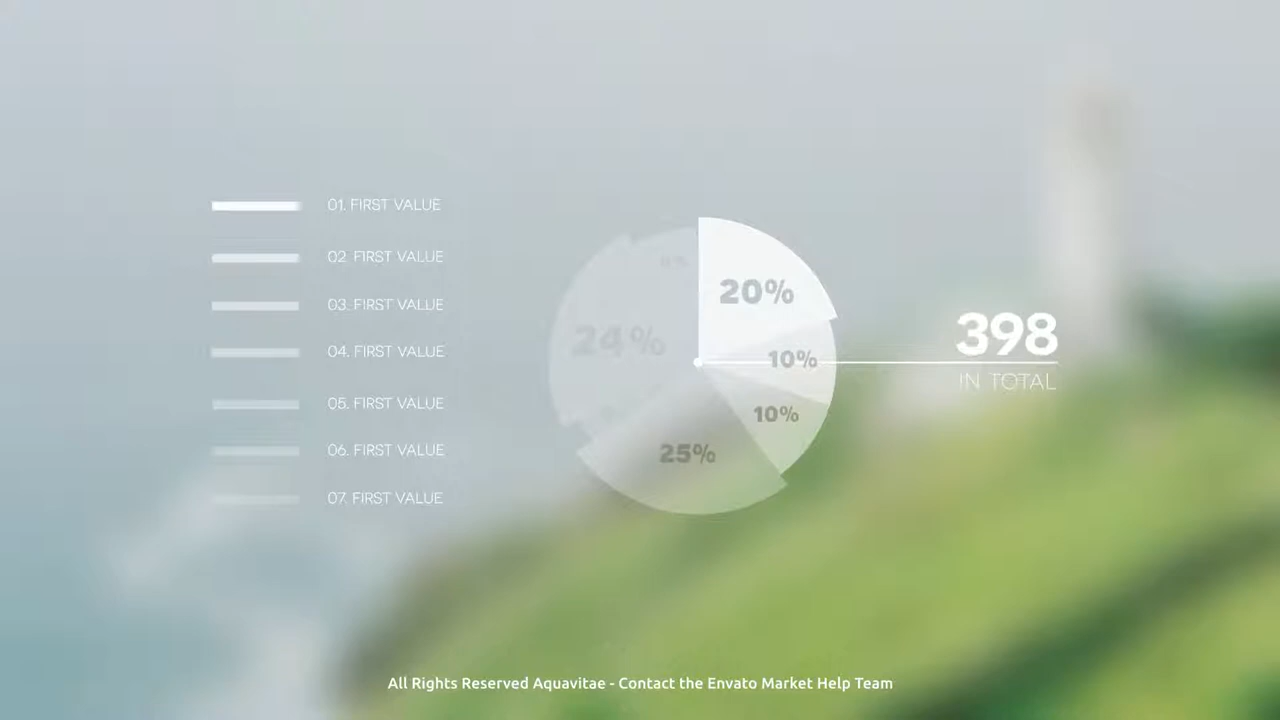 01. FIRST VALUE
02. FIRST VALUE
03. FIRST VALUE
04. FIRST VALUE
05. FIRST VALUE
06. FIRST VALUE
07. FIRST VALUE
20%
24%
10%
10%
25%
398
IN TOTAL
All Rights Reserved Aquavitae - Contact the Envato Market Help Team